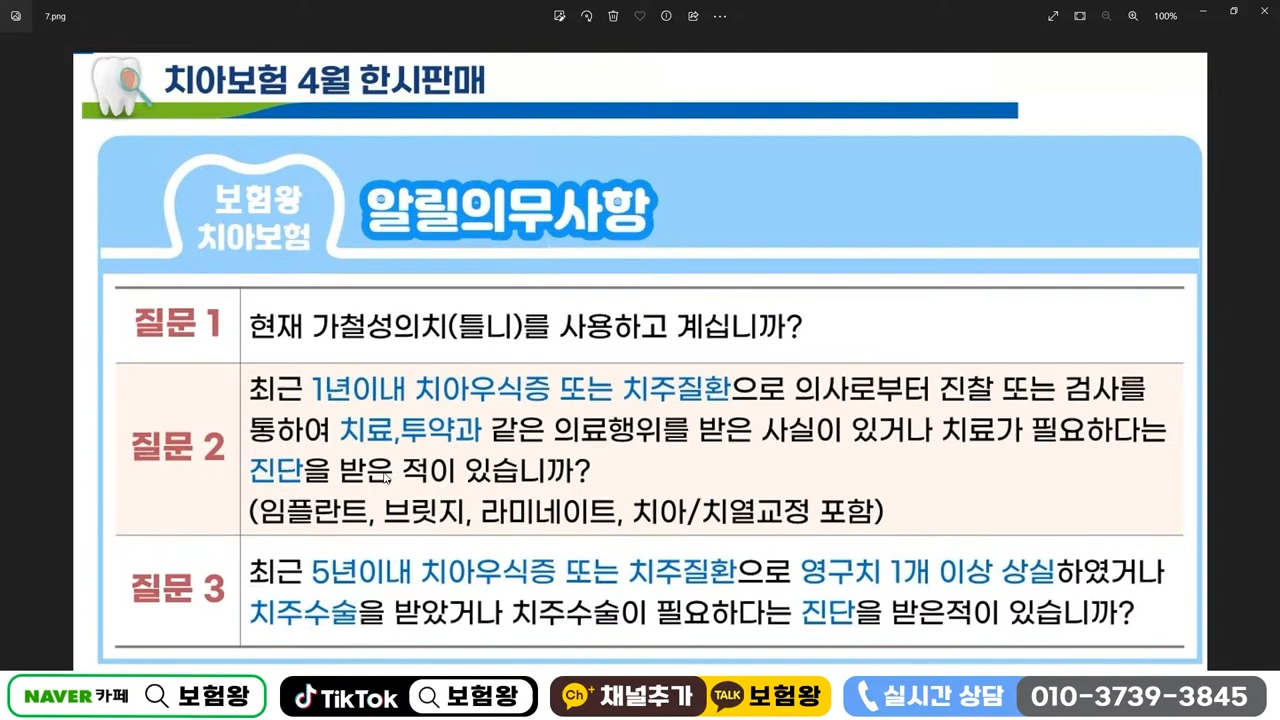 7.png
100%
치아보험 4월 한시판매
보험왕
치아보험
알릴의무사항
질문 1
현재 가철성의치(틀니)를 사용하고 계십니까?
질문 2
최근 1년이내 치아우식증 또는 치주질환으로 의사로부터 진찰 또는 검사를
통하여 치료,투약과 같은 의료행위를 받은 사실이 있거나 치료가 필요하다는
진단을 받은 적이 있습니까?
(임플란트, 브릿지, 라미네이트, 치아/치열교정 포함)
질문 3
최근 5년이내 치아우식증 또는 치주질환으로 영구치 1개 이상 상실하였거나
치주수술을 받았거나 치주수술이 필요하다는 진단을 받은적이 있습니까?
NAVER 카페 보험왕
TikTok 보험왕
Ch+ 채널추가 TALK 보험왕
실시간 상담 010-3739-3845